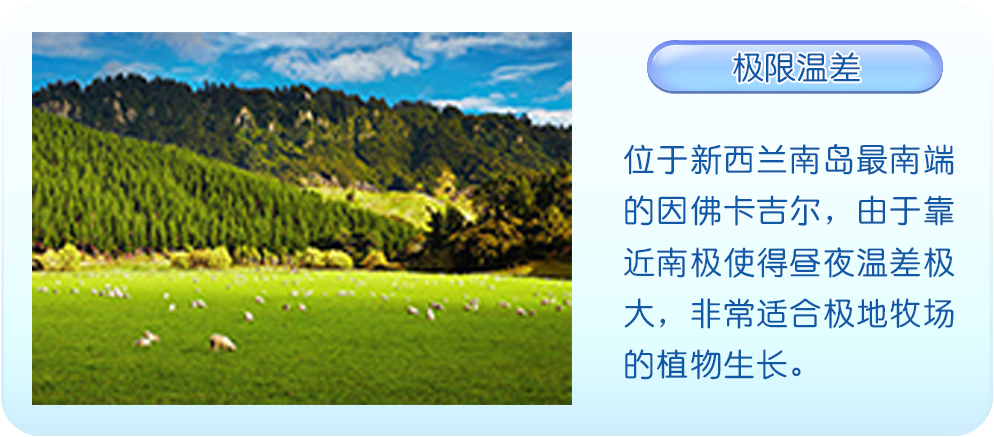 极限温差
位于新西兰南岛最南端
的因佛卡吉尔，由于靠
近南极使得昼夜温差极
大，非常适合极地牧场
的植物生长。